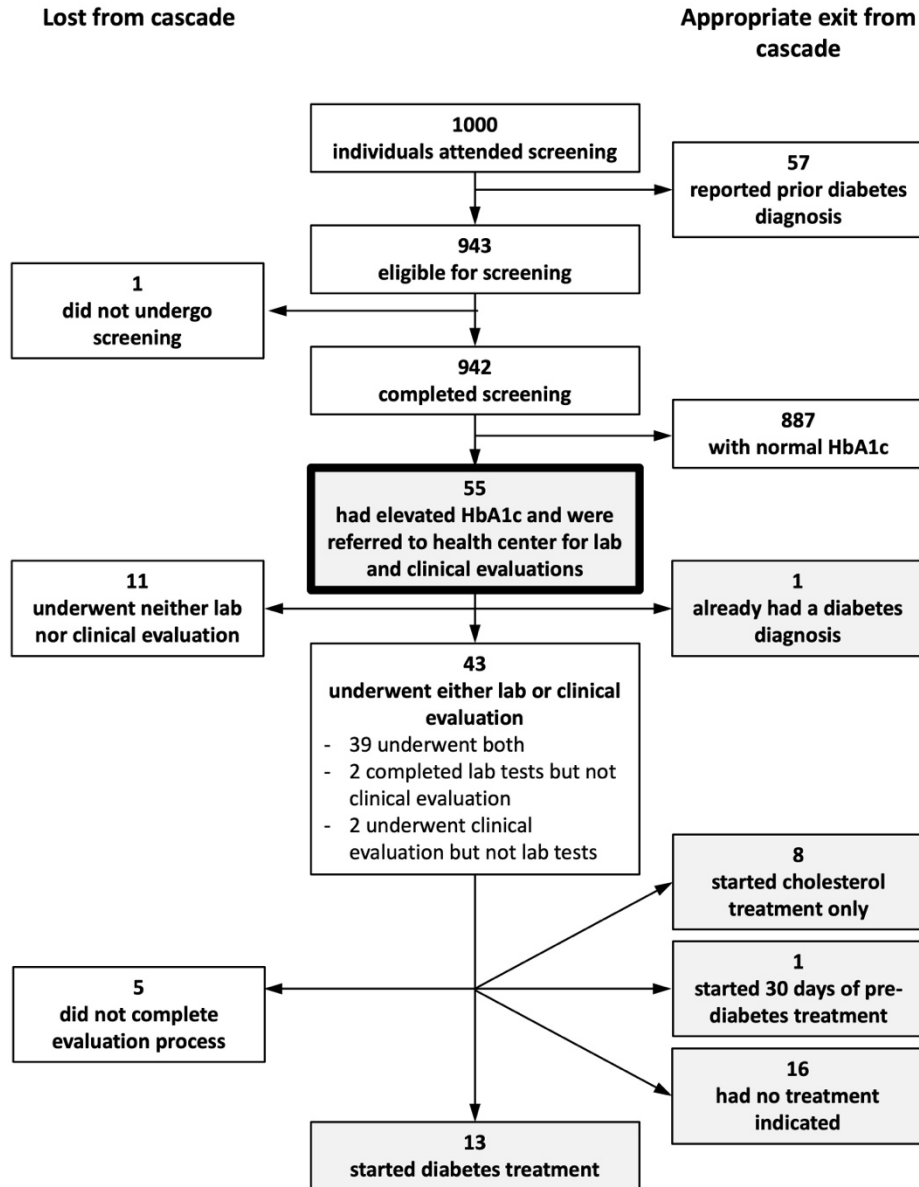 Lost from cascade
Appropriate exit from
cascade
1000
individuals attended screening
57
reported prior diabetes
diagnosis
943
eligible for screening
1
did not undergo
screening
942
completed screening
887
with normal HbA1c
55
had elevated HbA1c and were
referred to health center for lab
and clinical evaluations
11
underwent neither lab
nor clinical evaluation
1
already had a diabetes
diagnosis
43
underwent either lab or clinical
evaluation
- 39 underwent both
- 2 completed lab tests but not
clinical evaluation
- 2 underwent clinical
evaluation but not lab tests
8
started cholesterol
treatment only
5
did not complete
evaluation process
1
started 30 days of pre-
diabetes treatment
16
had no treatment
indicated
13
started diabetes treatment